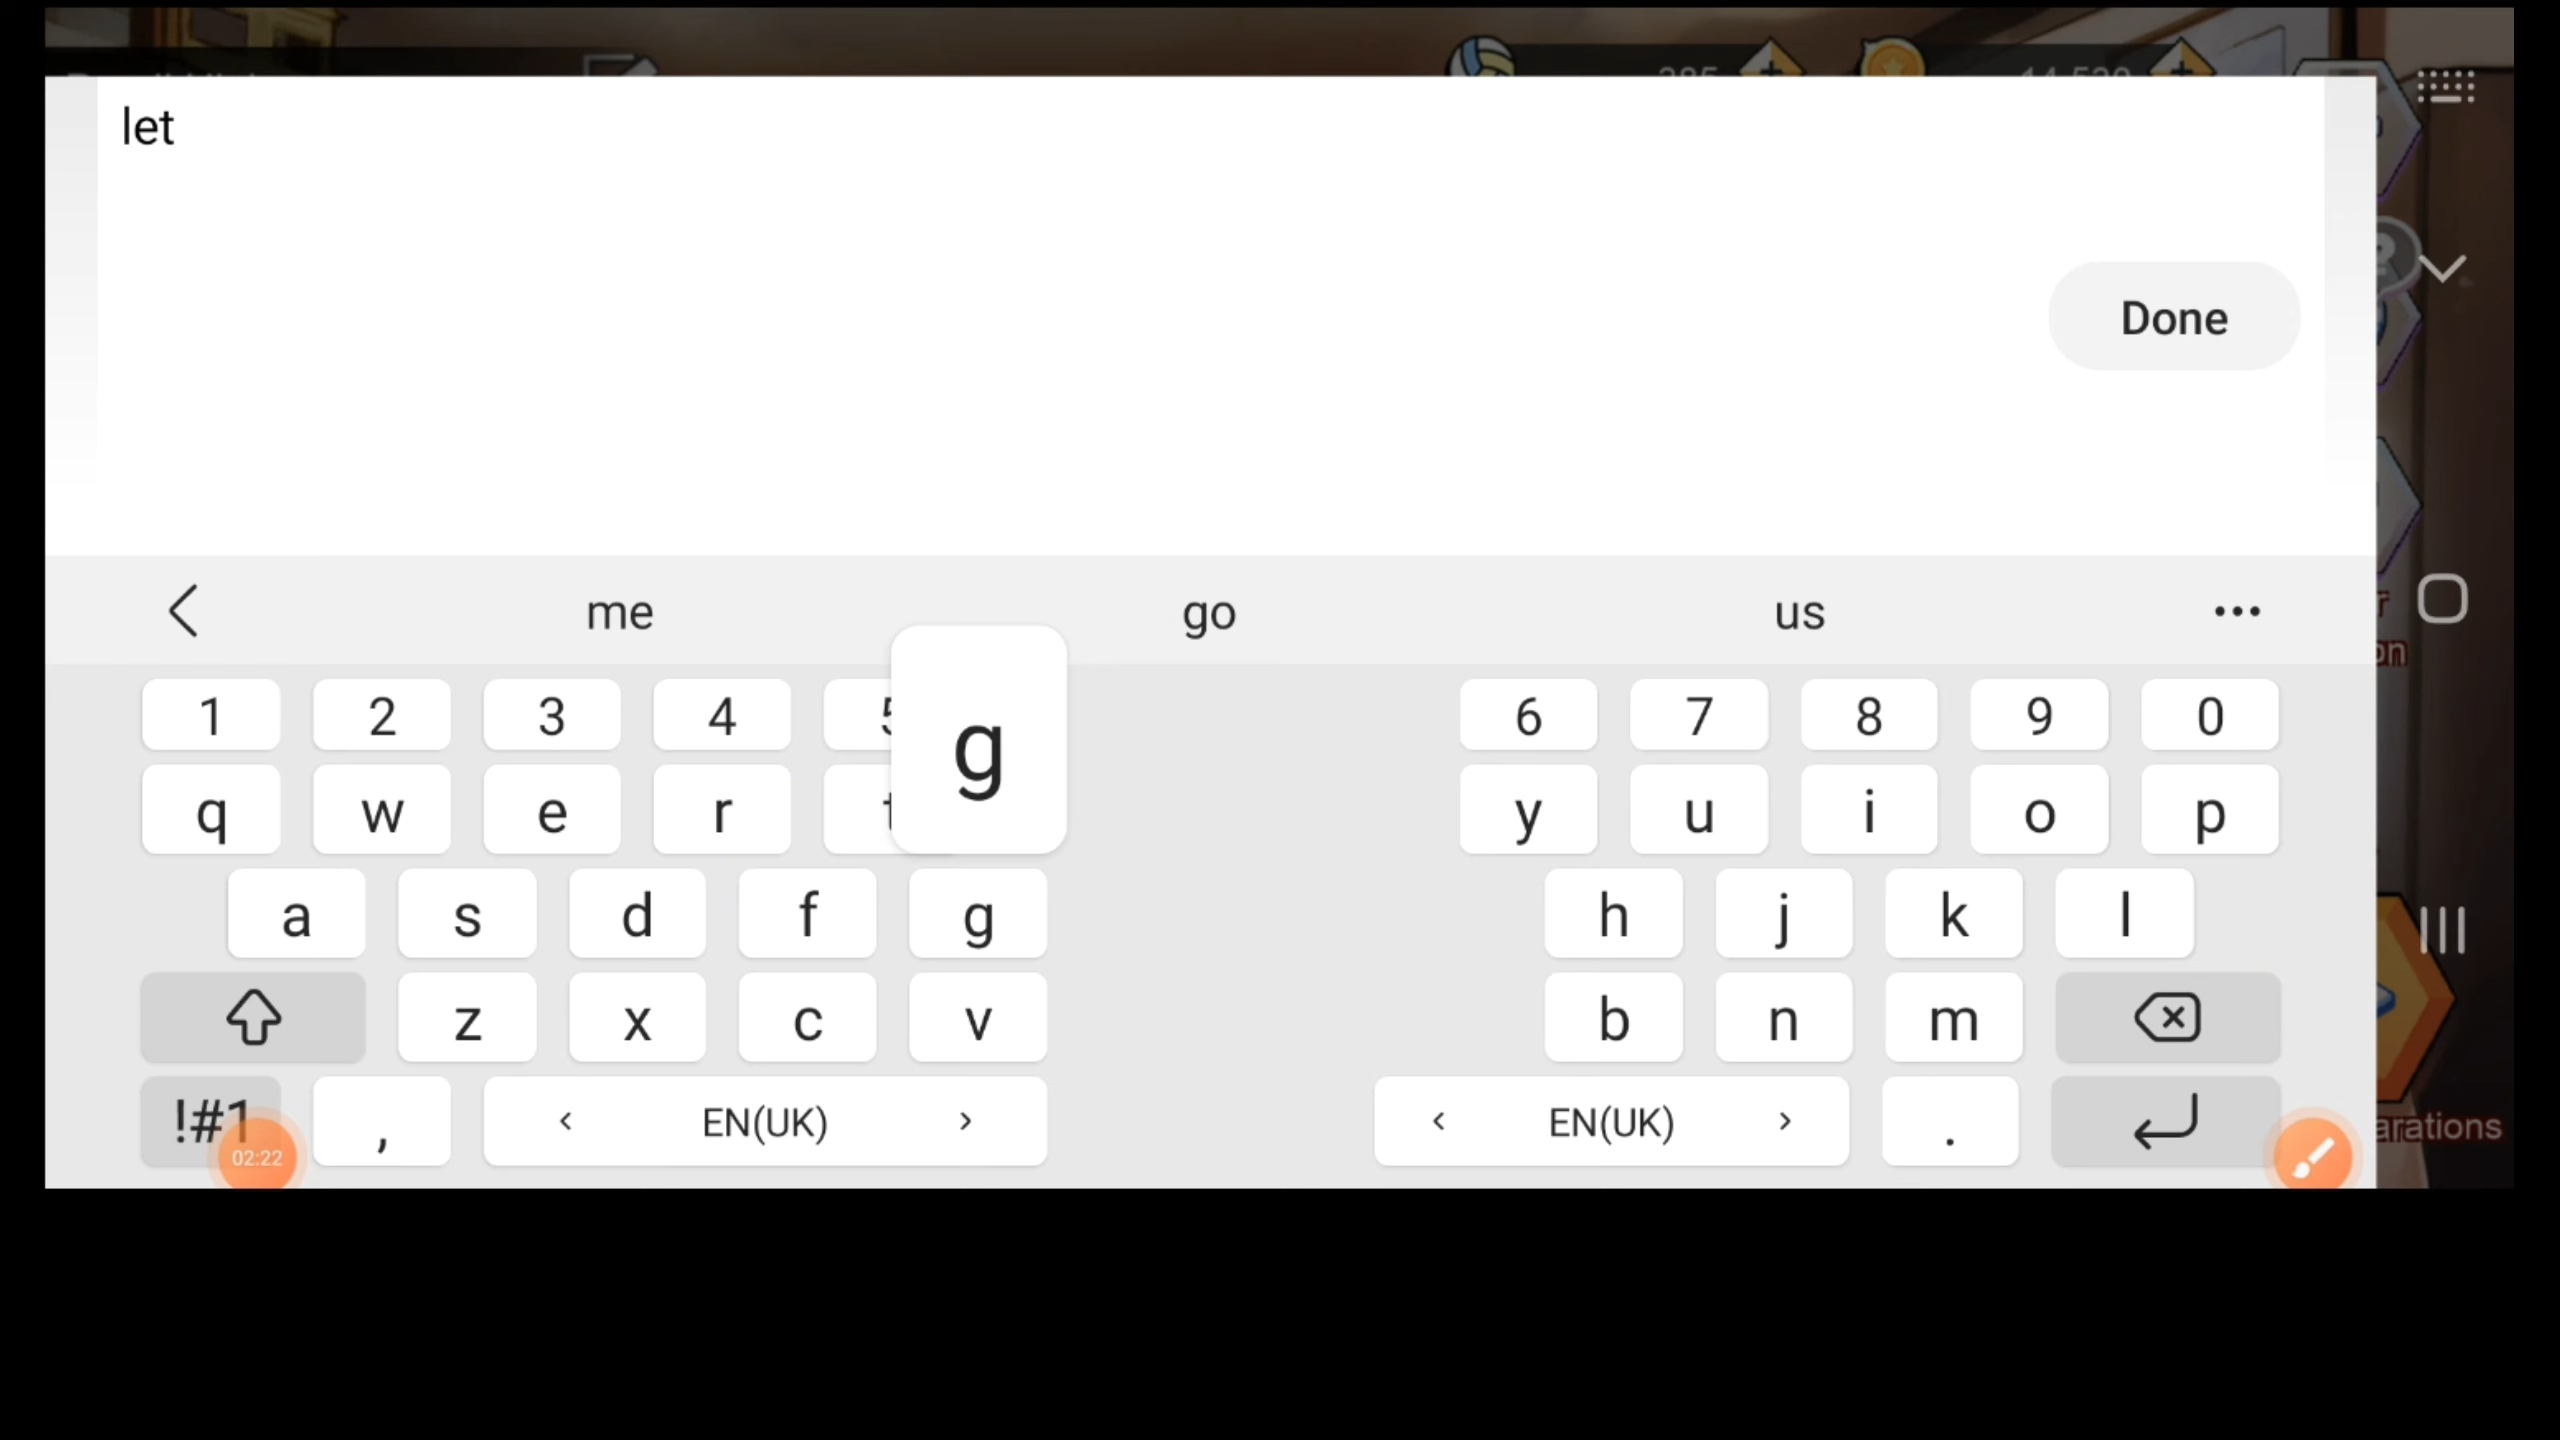 let
Done
me go us
1 2 3 4 5 6 7 8 9 0
g
q w e r t y u i o p
a s d f g h j k l
z x c v b n m
!#1 , < EN(UK) > < EN(UK) > .
02:22
arations